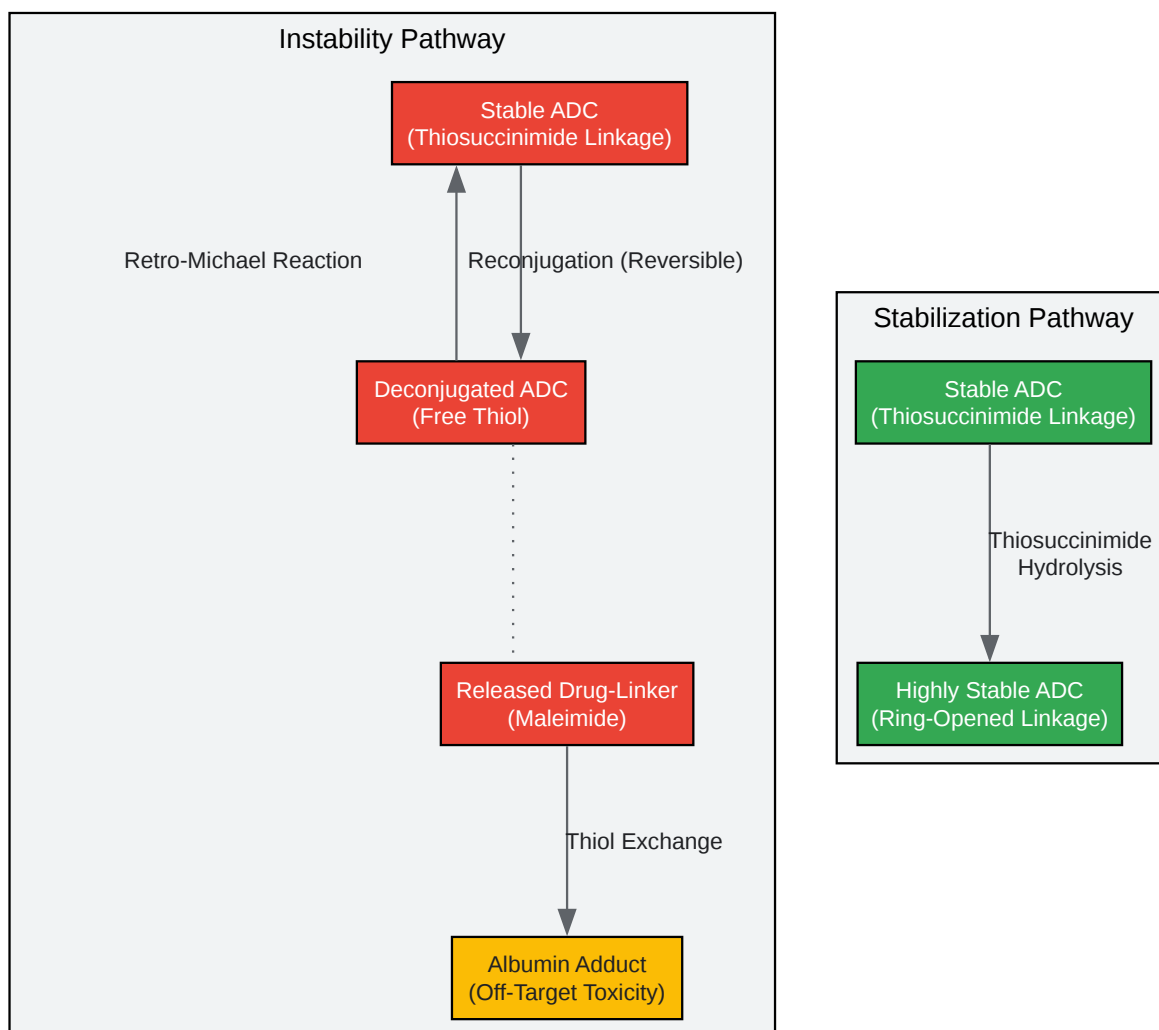 Instability Pathway
Stable ADC
(Thiosuccinimide Linkage)
Retro-Michael Reaction
Reconjugation (Reversible)
Deconjugated ADC
(Free Thiol)
Released Drug-Linker
(Maleimide)
Thiol Exchange
Albumin Adduct
(Off-Target Toxicity)
Stabilization Pathway
Stable ADC
(Thiosuccinimide Linkage)
Thiosuccinimide
Hydrolysis
Highly Stable ADC
(Ring-Opened Linkage)